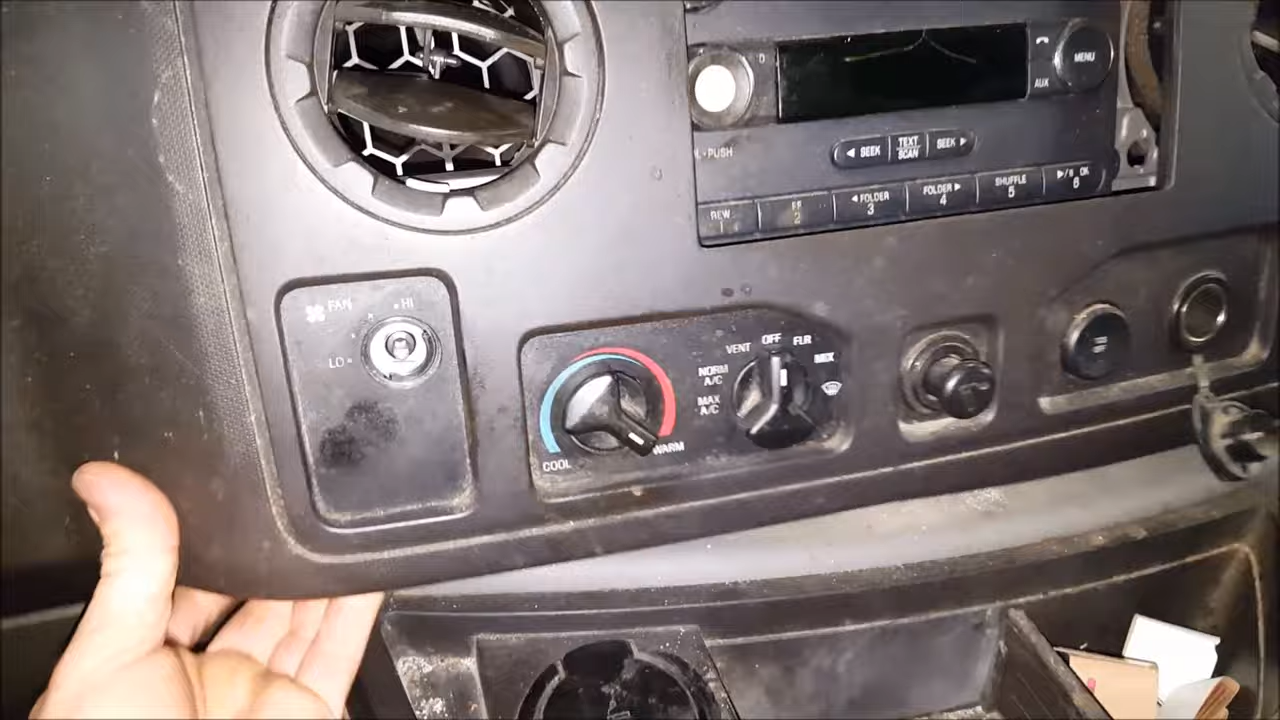 MENU
AUX
-PUSH
SEEK
TEXT
SCAN
SEEK
REW
1
FF
2
FOLDER
3
FOLDER
4
SHUFFLE
5
OK
6
FAN
HI
LO
COOL
WARM
MAX
A/C
NORM
A/C
VENT
OFF
FLR
MIX